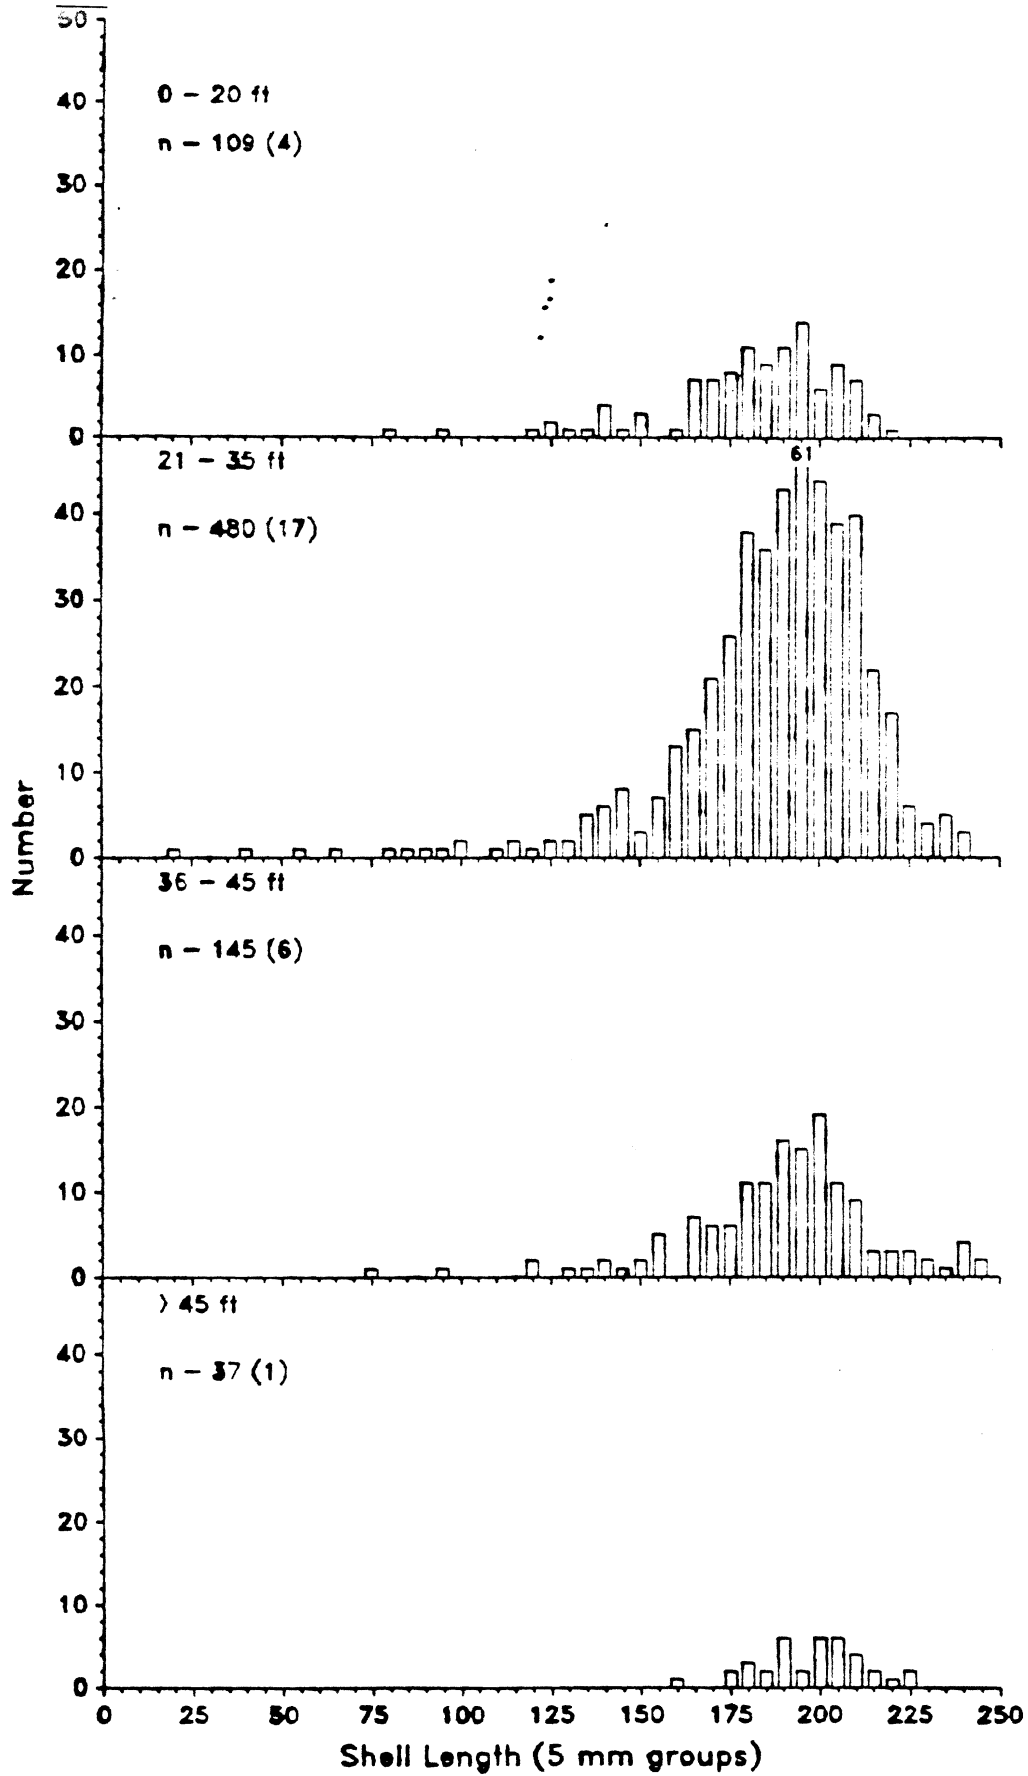 50
0 – 20 ft
40
n – 109 (4)
30
20
10
0
61
21 – 35 ft
40
n – 480 (17)
30
20
10
0
Number
36 – 45 ft
40
n – 145 (6)
30
20
10
0
> 45 ft
40
n – 37 (1)
30
20
10
0
0 25 50 75 100 125 150 175 200 225 250
Shell Length (5 mm groups)